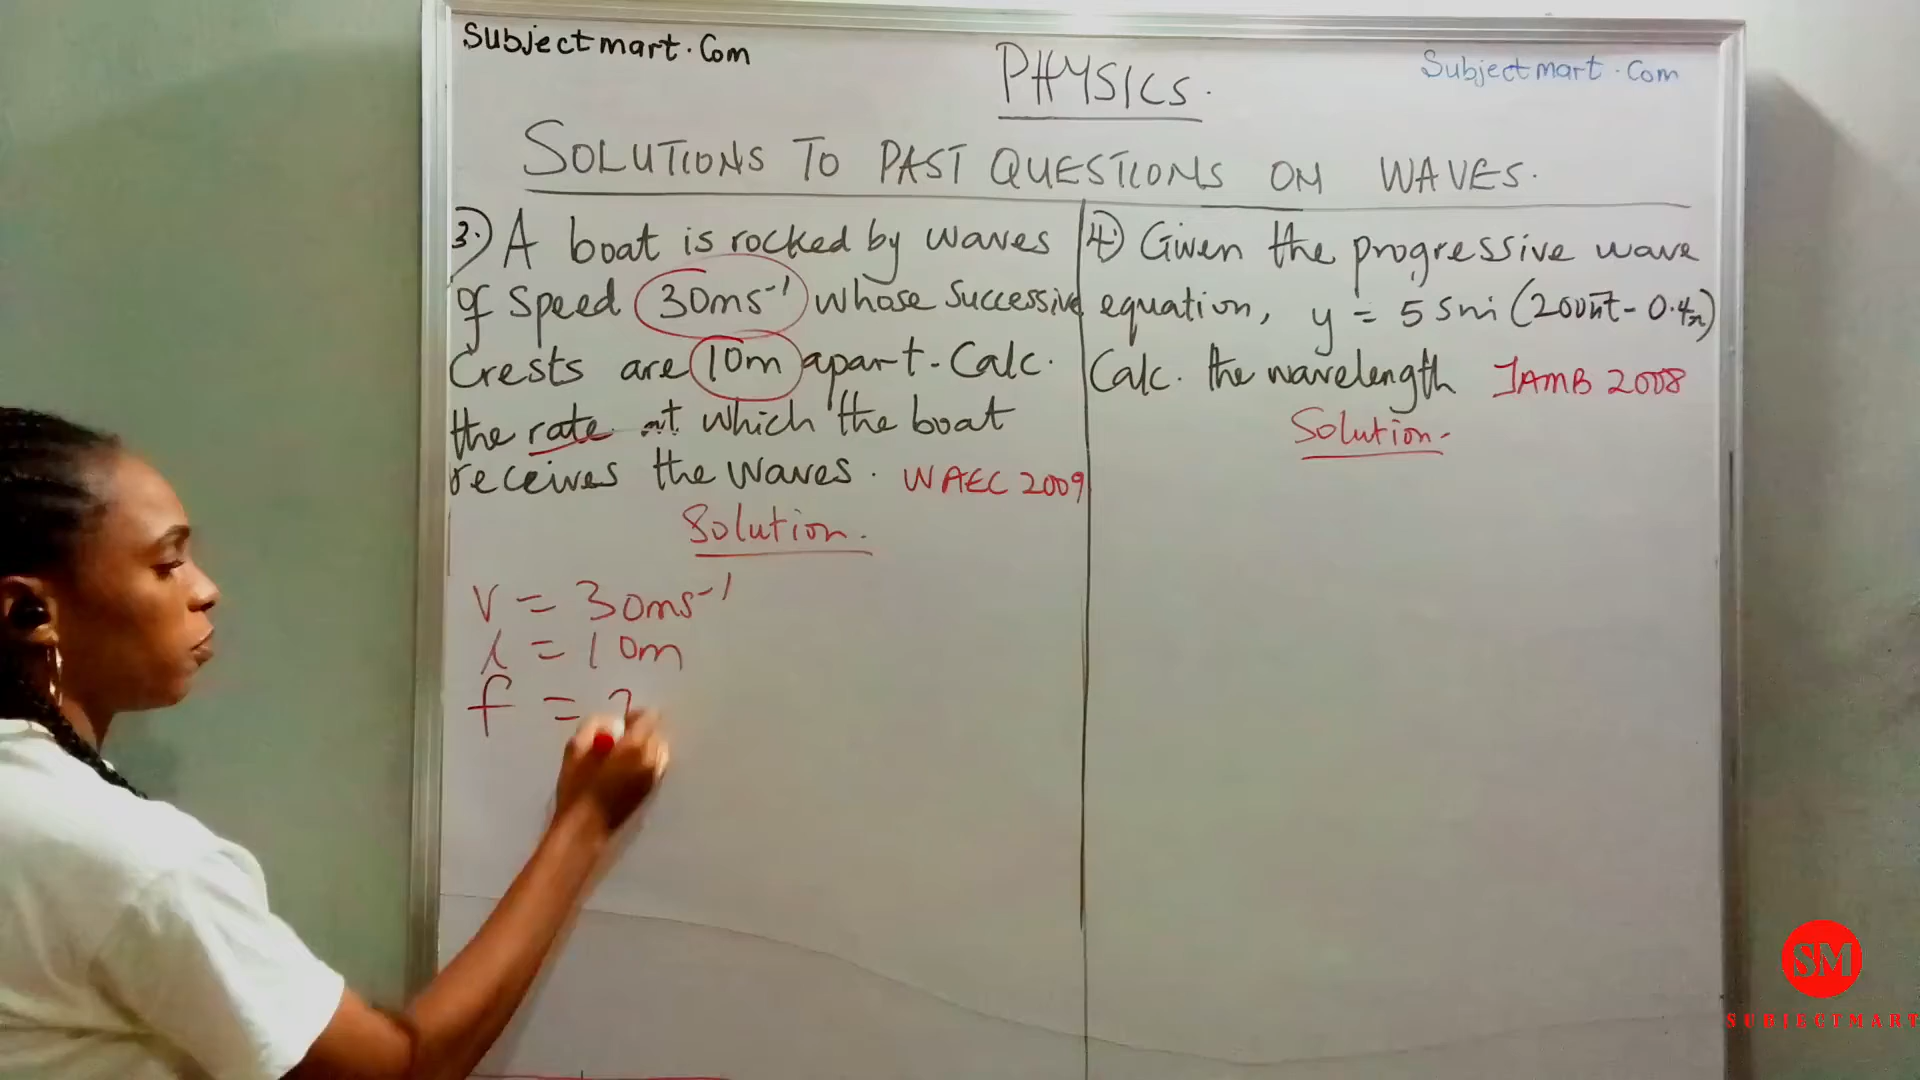 Subjectmart.Com
PHYSICS.
Subjectmart.Com
SOLUTIONS TO PAST QUESTIONS ON WAVES.
3.) A boat is rocked by waves
of speed 30ms⁻¹ whose successive
Crests are 10m apart. Calc.
the rate at which the boat
receives the waves. WAEC 2009
Solution.
v = 30ms⁻¹
λ = 10m
f = ?
4.) Given the progressive wave
equation, y = 5 sin (200πt - 0.4x)
Calc. the wavelength JAMB 2008
Solution.
SM
SUBJECTMART